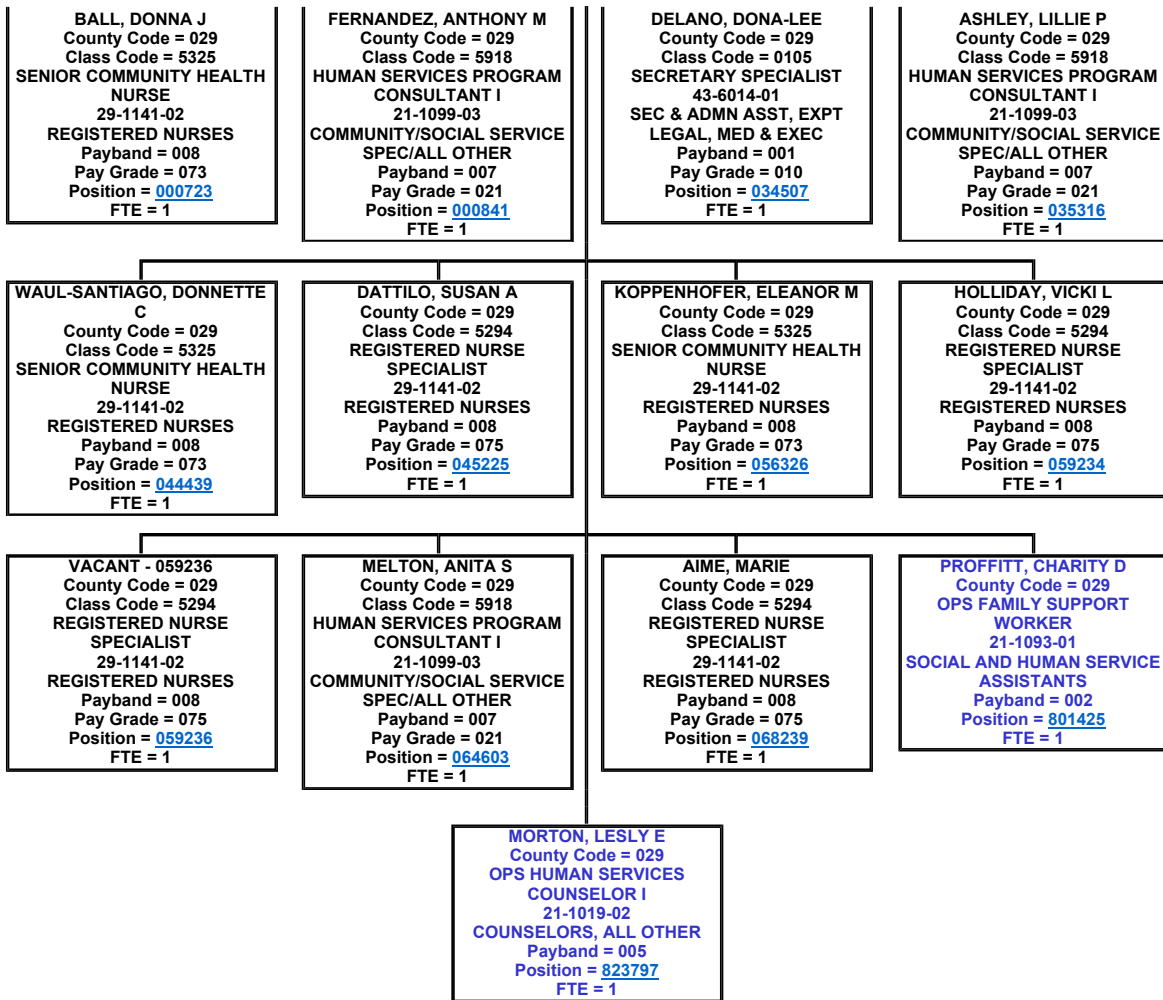 BALL, DONNA J
County Code = 029
Class Code = 5325
SENIOR COMMUNITY HEALTH
NURSE
29-1141-02
REGISTERED NURSES
Payband = 008
Pay Grade = 073
Position = 000723
FTE = 1
FERNANDEZ, ANTHONY M
County Code = 029
Class Code = 5918
HUMAN SERVICES PROGRAM
CONSULTANT I
21-1099-03
COMMUNITY/SOCIAL SERVICE
SPEC/ALL OTHER
Payband = 007
Pay Grade = 021
Position = 000841
FTE = 1
DELANO, DONA-LEE
County Code = 029
Class Code = 0105
SECRETARY SPECIALIST
43-6014-01
SEC & ADMN ASST, EXPT
LEGAL, MED & EXEC
Payband = 001
Pay Grade = 010
Position = 034507
FTE = 1
ASHLEY, LILLIE P
County Code = 029
Class Code = 5918
HUMAN SERVICES PROGRAM
CONSULTANT I
21-1099-03
COMMUNITY/SOCIAL SERVICE
SPEC/ALL OTHER
Payband = 007
Pay Grade = 021
Position = 035316
FTE = 1
WAUL-SANTIAGO, DONNETTE
C
County Code = 029
Class Code = 5325
SENIOR COMMUNITY HEALTH
NURSE
29-1141-02
REGISTERED NURSES
Payband = 008
Pay Grade = 073
Position = 044439
FTE = 1
DATTILO, SUSAN A
County Code = 029
Class Code = 5294
REGISTERED NURSE
SPECIALIST
29-1141-02
REGISTERED NURSES
Payband = 008
Pay Grade = 075
Position = 045225
FTE = 1
KOPPENHOFER, ELEANOR M
County Code = 029
Class Code = 5325
SENIOR COMMUNITY HEALTH
NURSE
29-1141-02
REGISTERED NURSES
Payband = 008
Pay Grade = 073
Position = 056326
FTE = 1
HOLLIDAY, VICKI L
County Code = 029
Class Code = 5294
REGISTERED NURSE
SPECIALIST
29-1141-02
REGISTERED NURSES
Payband = 008
Pay Grade = 075
Position = 059234
FTE = 1
VACANT - 059236
County Code = 029
Class Code = 5294
REGISTERED NURSE
SPECIALIST
29-1141-02
REGISTERED NURSES
Payband = 008
Pay Grade = 075
Position = 059236
FTE = 1
MELTON, ANITA S
County Code = 029
Class Code = 5918
HUMAN SERVICES PROGRAM
CONSULTANT I
21-1099-03
COMMUNITY/SOCIAL SERVICE
SPEC/ALL OTHER
Payband = 007
Pay Grade = 021
Position = 064603
FTE = 1
AIME, MARIE
County Code = 029
Class Code = 5294
REGISTERED NURSE
SPECIALIST
29-1141-02
REGISTERED NURSES
Payband = 008
Pay Grade = 075
Position = 068239
FTE = 1
PROFFITT, CHARITY D
County Code = 029
OPS FAMILY SUPPORT
WORKER
21-1093-01
SOCIAL AND HUMAN SERVICE
ASSISTANTS
Payband = 002
Position = 801425
FTE = 1
MORTON, LESLY E
County Code = 029
OPS HUMAN SERVICES
COUNSELOR I
21-1019-02
COUNSELORS, ALL OTHER
Payband = 005
Position = 823797
FTE = 1